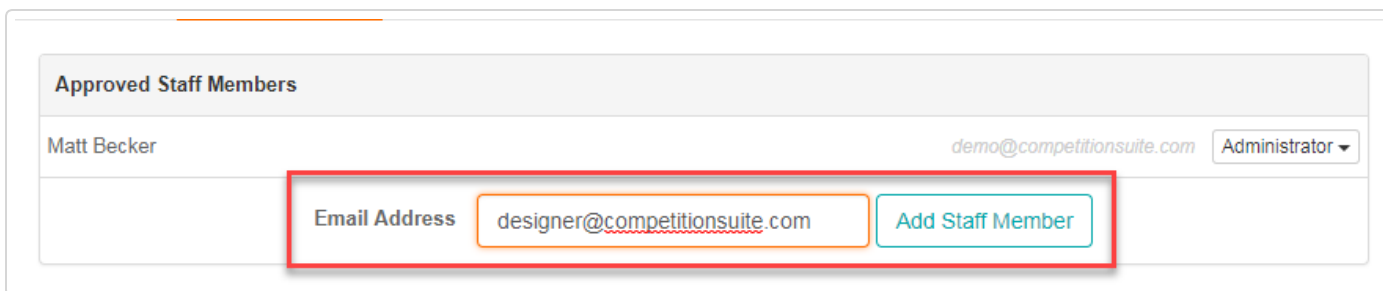 Approved Staff Members
Matt Becker demo@competitionsuite.com Administrator
Email Address designer@competitionsuite.com Add Staff Member